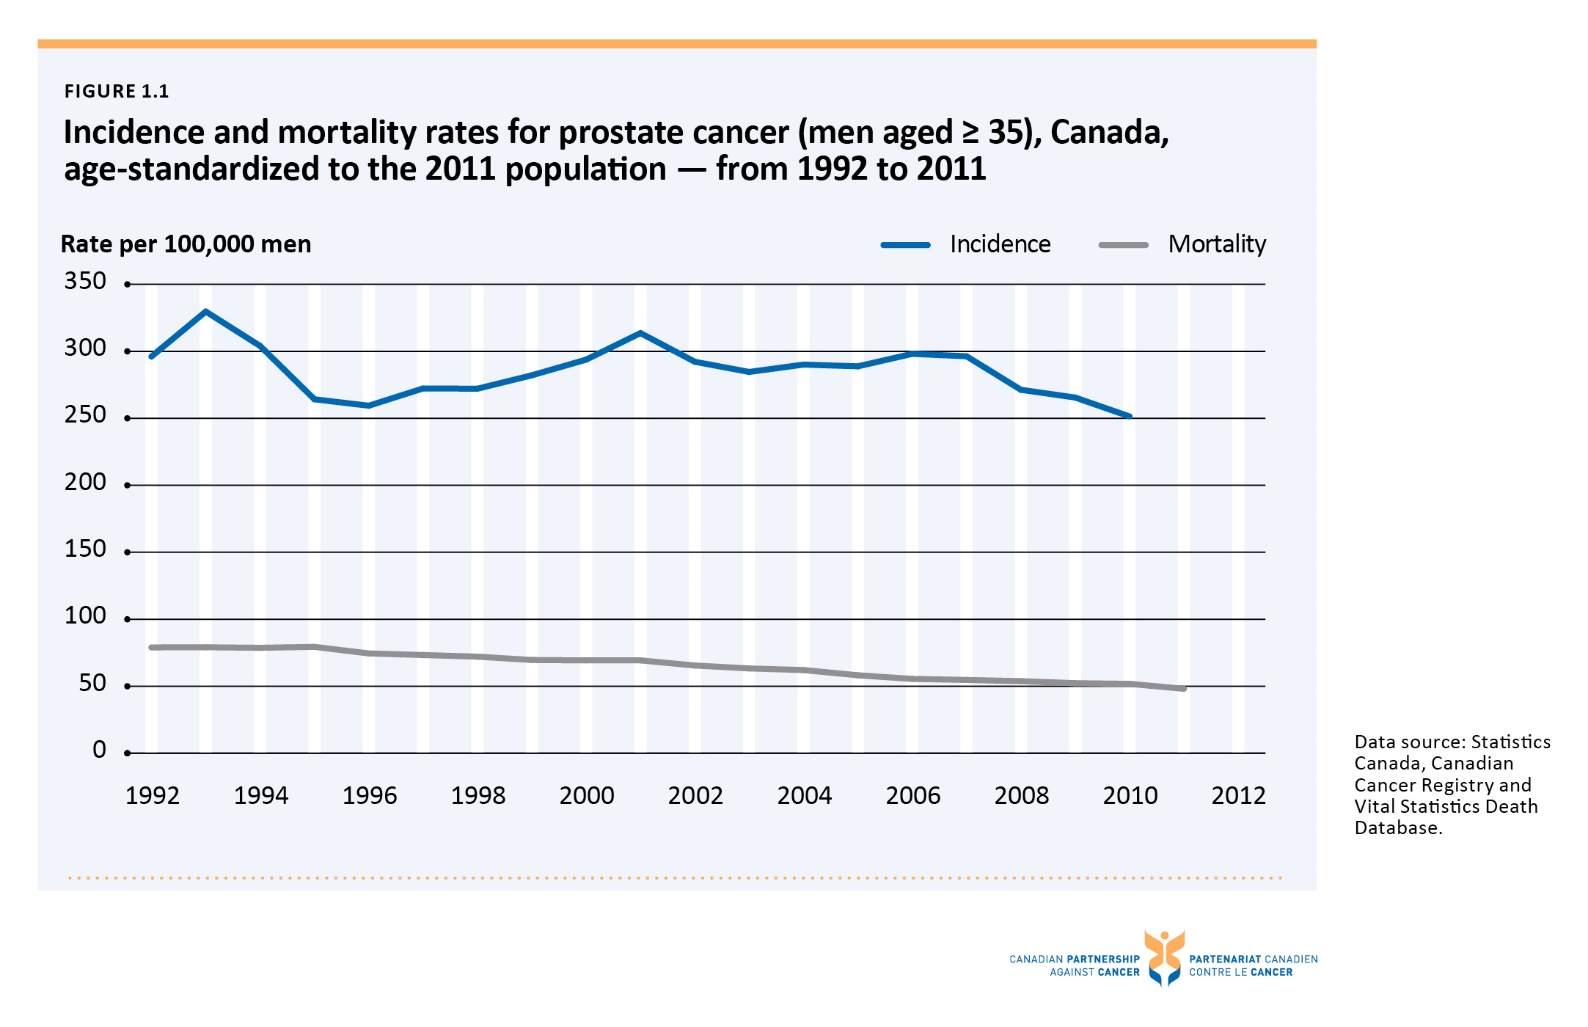 FIGURE 1.1
Incidence and mortality rates for prostate cancer (men aged ≥ 35), Canada,
age-standardized to the 2011 population — from 1992 to 2011
Rate per 100,000 men
Incidence
Mortality
350
300
250
200
150
100
50
0
1992 1994 1996 1998 2000 2002 2004 2006 2008 2010 2012
Data source: Statistics
Canada, Canadian
Cancer Registry and
Vital Statistics Death
Database.
CANADIAN PARTNERSHIP
AGAINST CANCER
PARTENARIAT CANADIEN
CONTRE LE CANCER